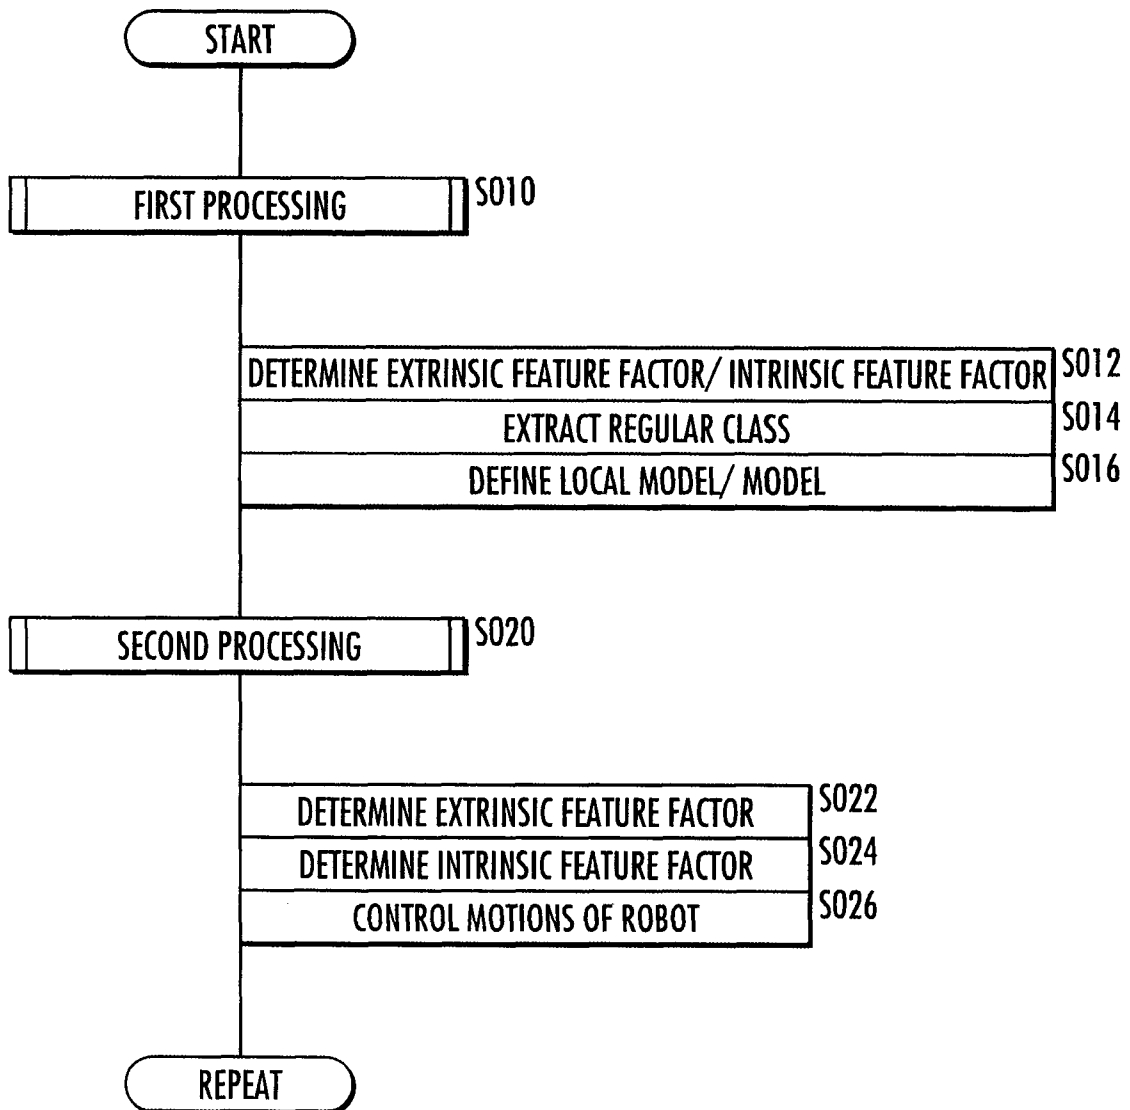 START
FIRST PROCESSING
S010
DETERMINE EXTRINSIC FEATURE FACTOR/ INTRINSIC FEATURE FACTOR
S012
EXTRACT REGULAR CLASS
S014
DEFINE LOCAL MODEL/ MODEL
S016
SECOND PROCESSING
S020
DETERMINE EXTRINSIC FEATURE FACTOR
S022
DETERMINE INTRINSIC FEATURE FACTOR
S024
CONTROL MOTIONS OF ROBOT
S026
REPEAT